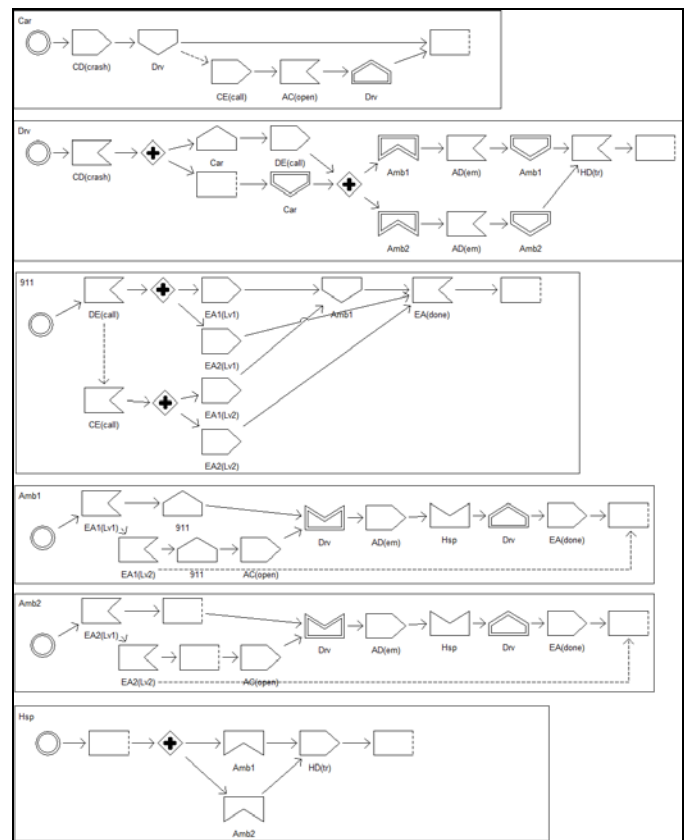 Car
CD(crash) Drv
CE(call) AC(open) Drv
Drv
CD(crash) Car DE(call) Amb1 AD(em) Amb1 HD(tr)
Car
Amb2 AD(em) Amb2
911
DE(call) EA1(Lv1) Amb1 EA(done)
EA2(Lv1)
CE(call) EA1(Lv2)
EA2(Lv2)
Amb1
EA1(Lv1) 911 Drv AD(em) Hsp Drv EA(done)
EA1(Lv2) 911 AC(open)
Amb2
EA2(Lv1) Drv AD(em) Hsp Drv EA(done)
EA2(Lv2) AC(open)
Hsp
Amb1 HD(tr)
Amb2